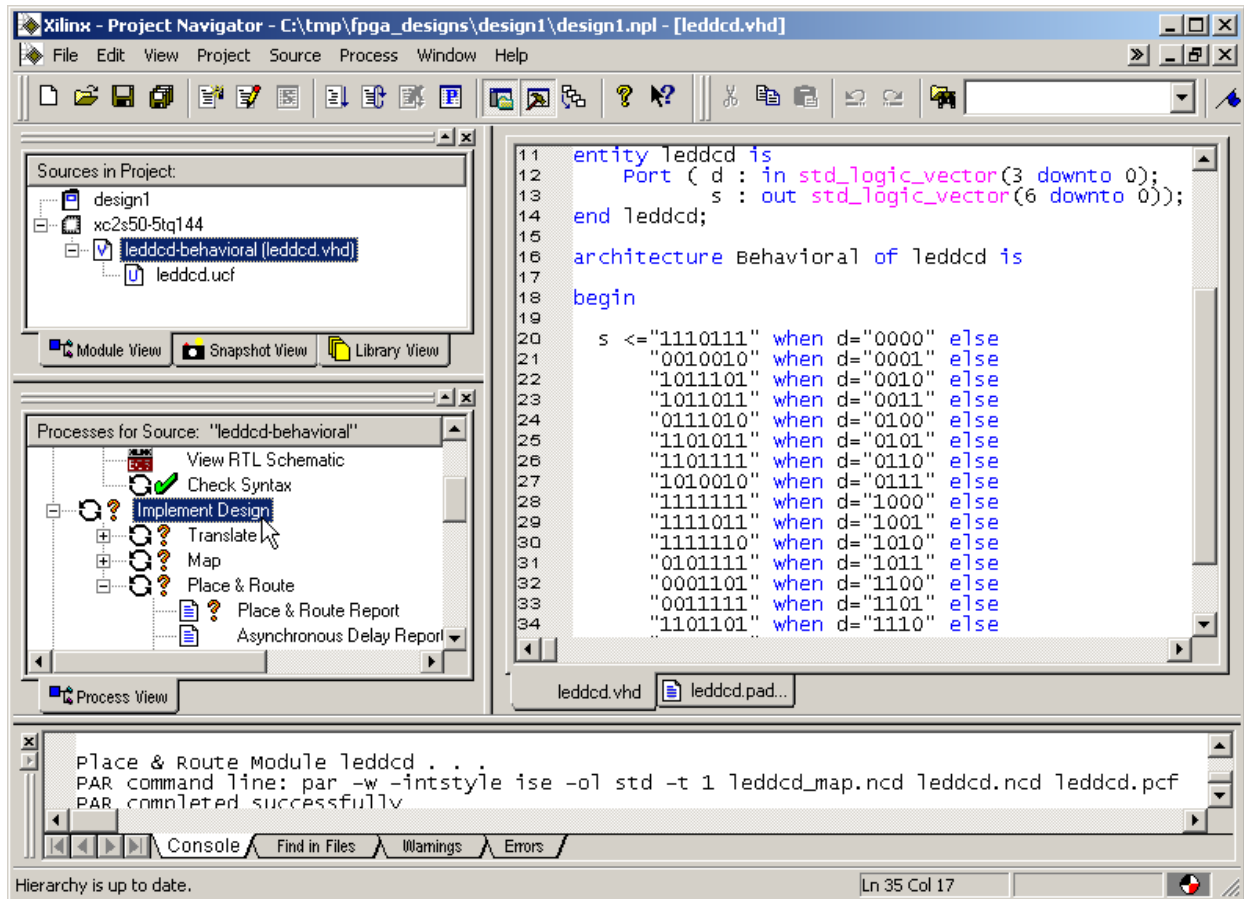 Xilinx - Project Navigator - C:\tmp\fpga_designs\design1\design1.npl - [leddcd.vhd]
File Edit View Project Source Process Window Help
Sources in Project:
design1
xc2s50-5tq144
leddcd-behavioral (leddcd.vhd)
leddcd.ucf
Module View Snapshot View Library View
Processes for Source: "leddcd-behavioral"
View RTL Schematic
Check Syntax
Implement Design
Translate
Map
Place & Route
Place & Route Report
Asynchronous Delay Report
Process View
11 entity leddcd is
12 Port ( d : in std_logic_vector(3 downto 0);
13 s : out std_logic_vector(6 downto 0));
14 end leddcd;
15
16 architecture Behavioral of leddcd is
17
18 begin
19
20 s <="1110111" when d="0000" else
21 "0010010" when d="0001" else
22 "1011101" when d="0010" else
23 "1011011" when d="0011" else
24 "0111010" when d="0100" else
25 "1101011" when d="0101" else
26 "1101111" when d="0110" else
27 "1010010" when d="0111" else
28 "1111111" when d="1000" else
29 "1111011" when d="1001" else
30 "1111110" when d="1010" else
31 "0101111" when d="1011" else
32 "0001101" when d="1100" else
33 "0011111" when d="1101" else
34 "1101101" when d="1110" else
leddcd.vhd leddcd.pad...
Place & Route Module leddcd . . .
PAR command line: par -w -intstyle ise -ol std -t 1 leddcd_map.ncd leddcd.ncd leddcd.pcf
PAR completed successfully
Console Find in Files Warnings Errors
Hierarchy is up to date. Ln 35 Col 17